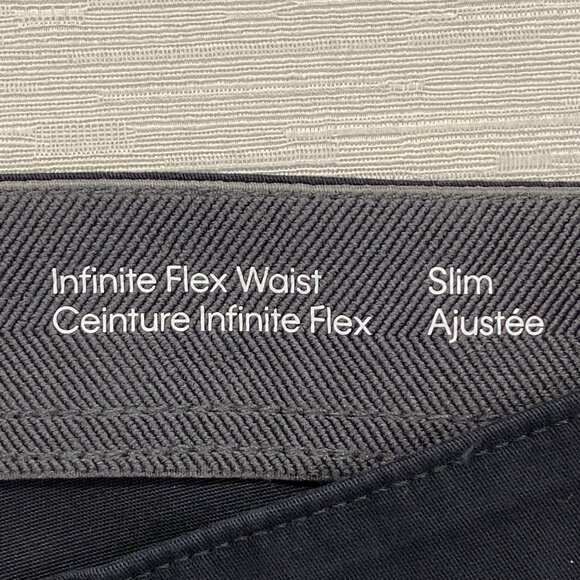 Infinite Flex Waist
Ceinture Infinite Flex
Slim
Ajustée